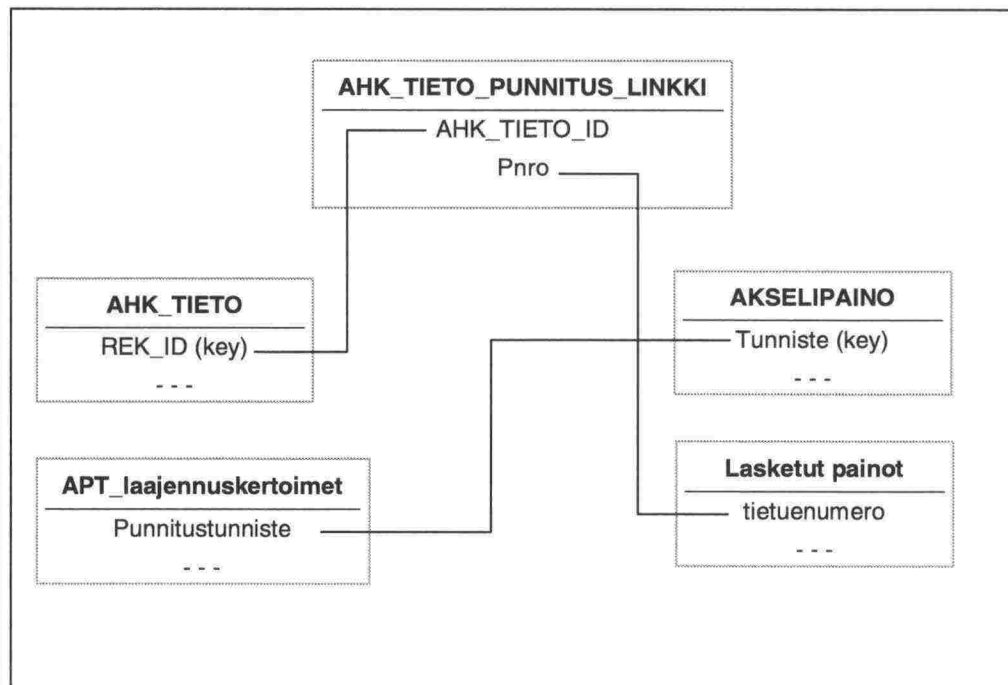 AHK_TIETO_PUNNITUS_LINKKI
AHK_TIETO_ID
Pnro
AHK_TIETO
REK_ID (key)
- - -
AKSELIPAINO
Tunniste (key)
- - -
APT_laajennuskertoimet
Punnitustunniste
- - -
Lasketut painot
tietuenumero
- - -